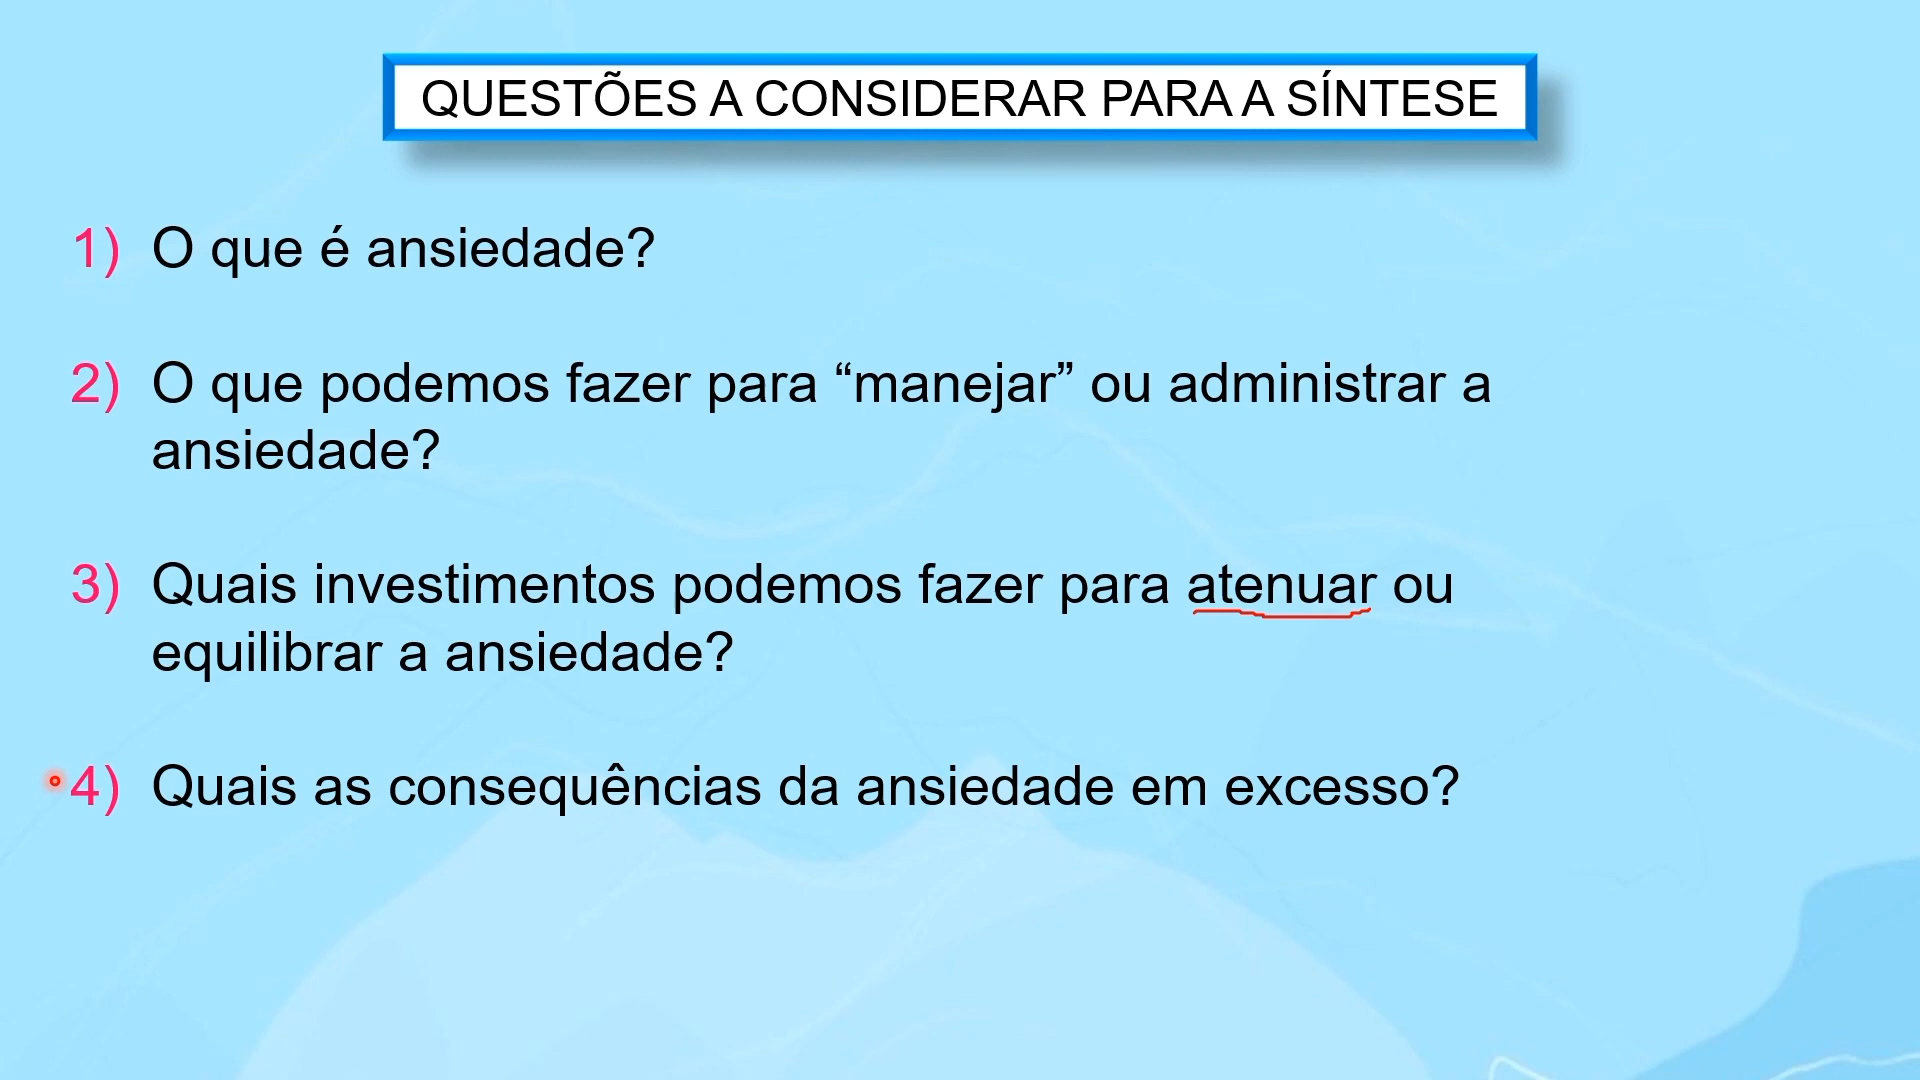 QUESTÕES A CONSIDERAR PARA A SÍNTESE
1) O que é ansiedade?
2) O que podemos fazer para “manejar” ou administrar a
ansiedade?
3) Quais investimentos podemos fazer para atenuar ou
equilibrar a ansiedade?
4) Quais as consequências da ansiedade em excesso?